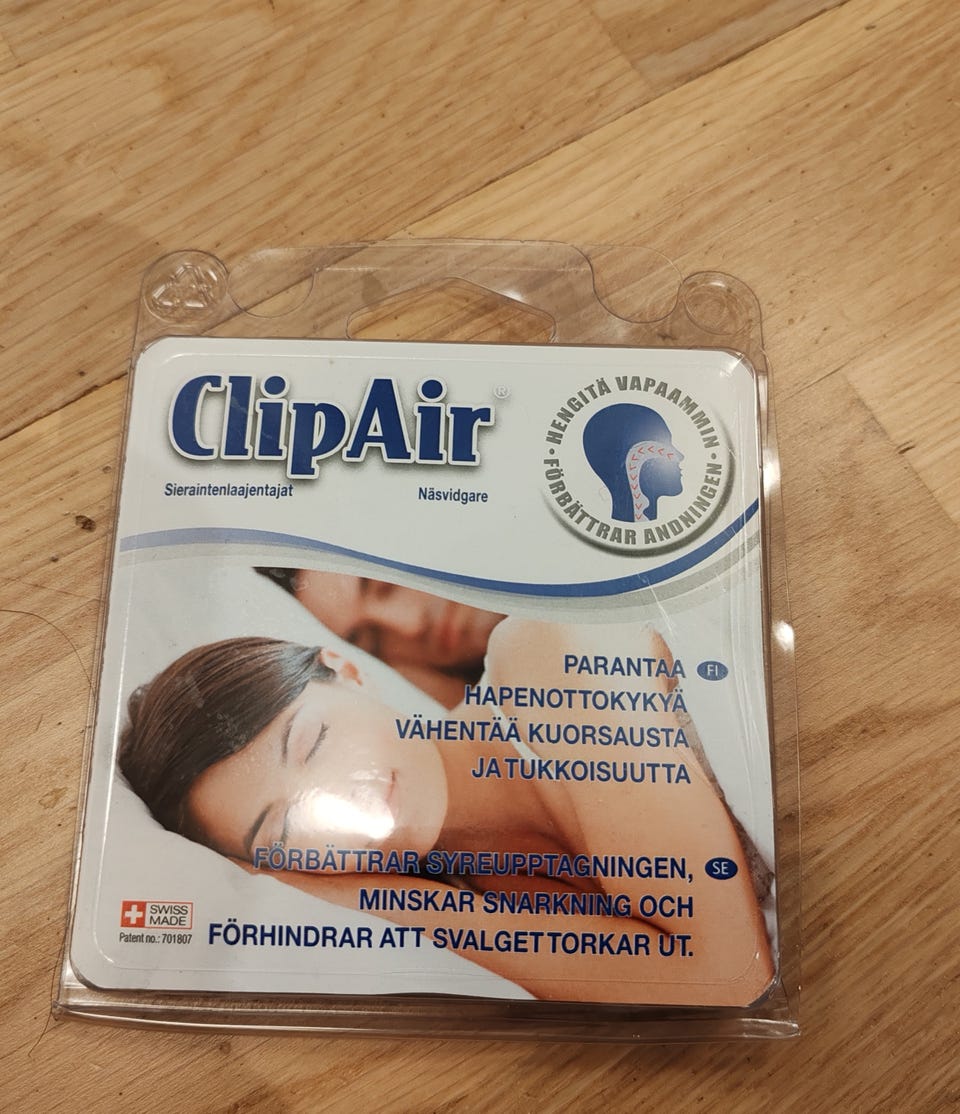 ClipAir®
Sieraintenlaajentajat
Näsvidgare
• HENGITÄ VAPAAMMIN •
FÖRBÄTTRAR ANDNINGEN
PARANTAA FI
HAPENOTTOKYKYÄ
VÄHENTÄÄ KUORSAUSTA
JA TUKKOISUUTTA
FÖRBÄTTRAR SYREUPPTAGNINGEN, SE
MINSKAR SNARKNING OCH
FÖRHINDRAR ATT SVALGET TORKAR UT.
SWISS
MADE
Patent no.: 701807